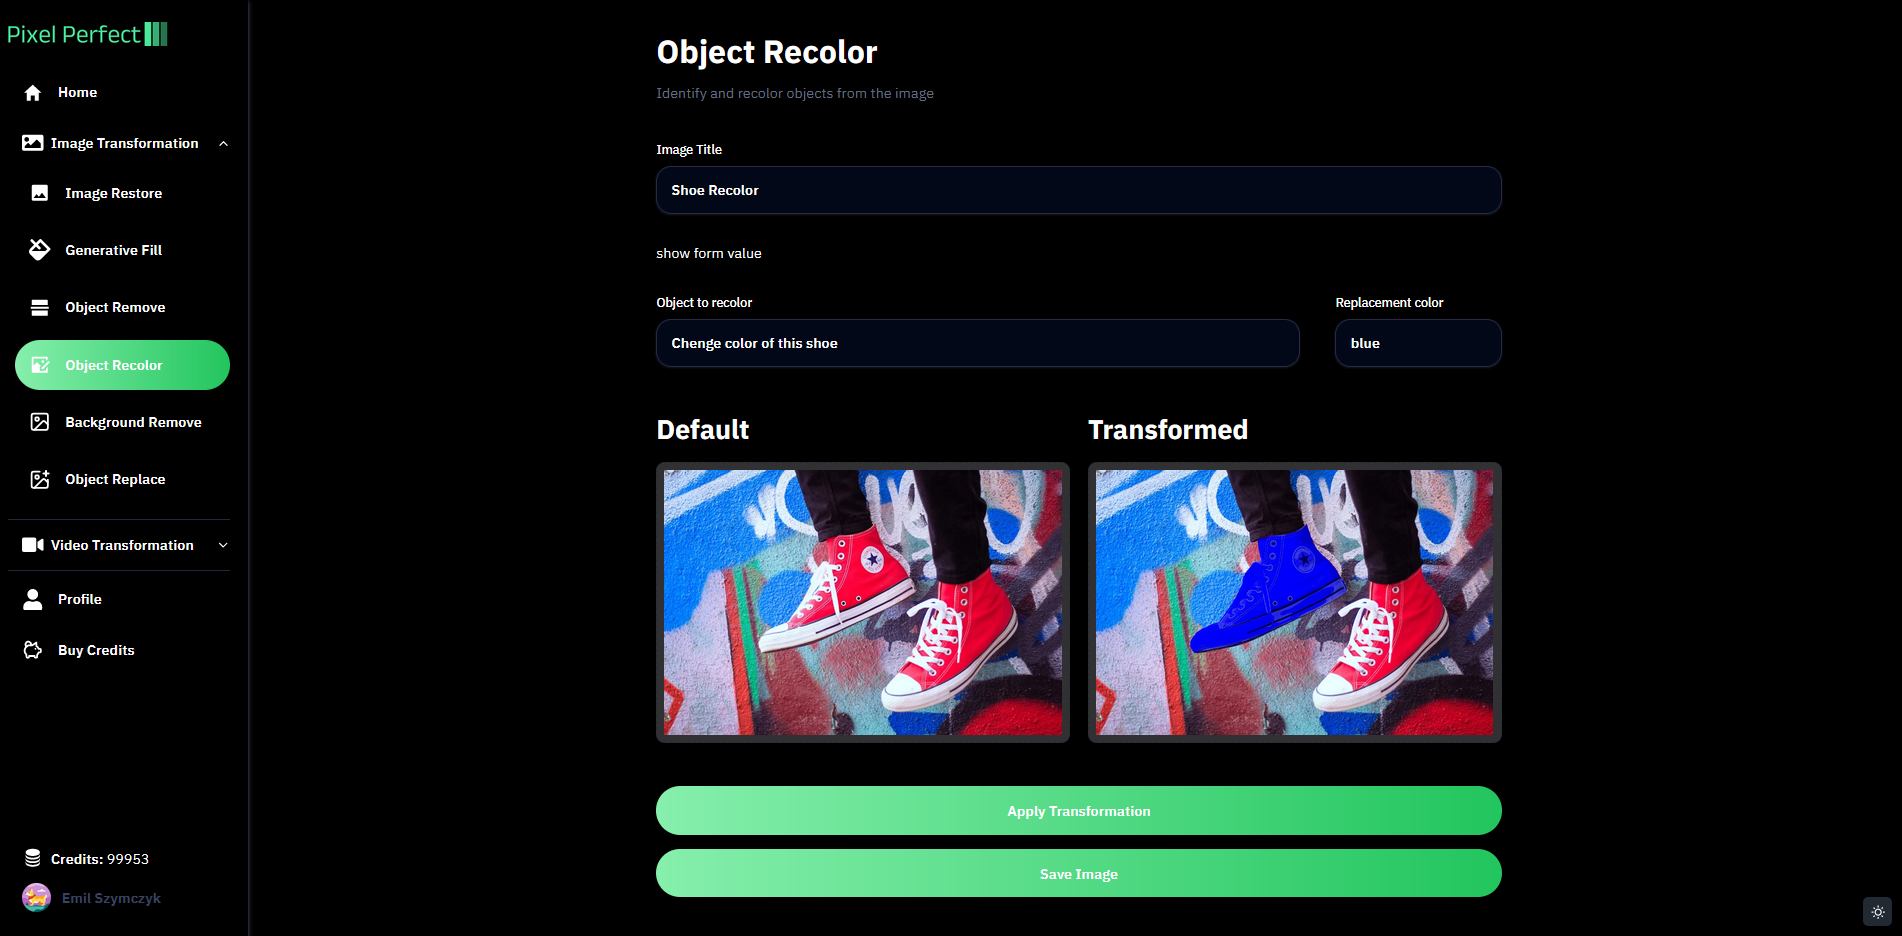 Pixel Perfect
Home
Image Transformation
Image Restore
Generative Fill
Object Remove
Object Recolor
Background Remove
Object Replace
Video Transformation
Profile
Buy Credits
Credits: 99953
Emil Szymczyk
Object Recolor
Identify and recolor objects from the image
Image Title
Shoe Recolor
show form value
Object to recolor
Replacement color
Chenge color of this shoe
blue
Default
Transformed
Apply Transformation
Save Image